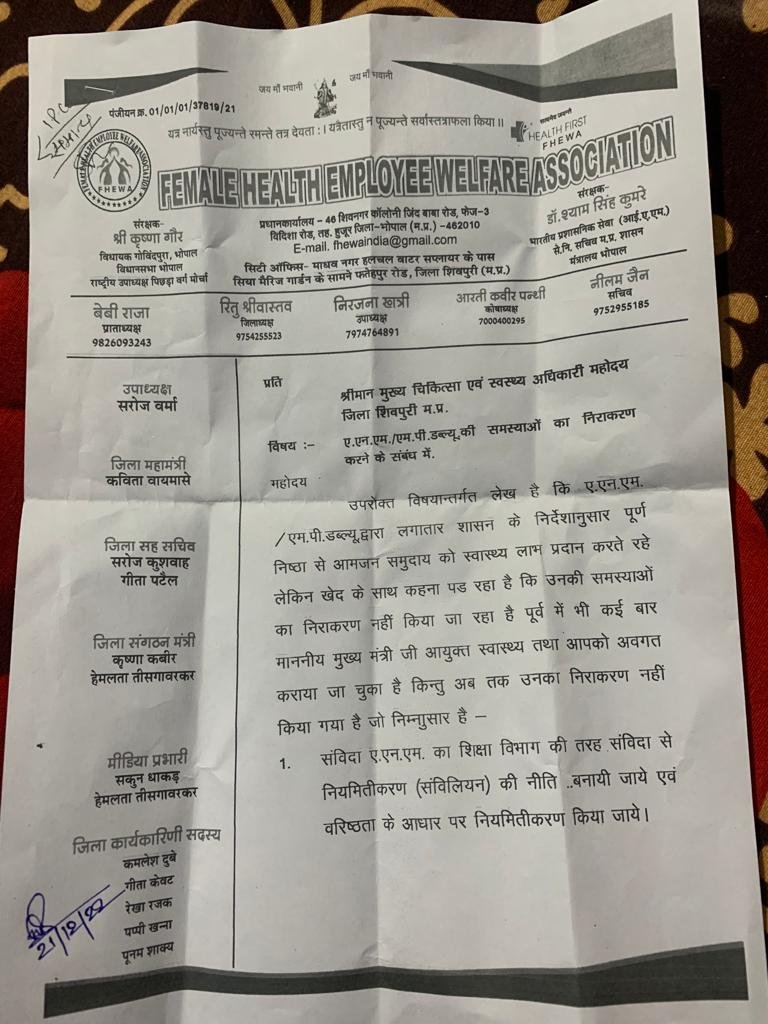 जय माँ भवानी
जय माँ भवानी
पंजीयन क्र. 01/01/01/37819/21
यत्र नार्यस्तु पूज्यन्ते रमन्ते तत्र देवता: । यत्रैतास्तु न पूज्यन्ते सर्वास्तत्राफला किया॥
HEALTH FIRST
FHEWA
FEMALE HEALTH EMPLOYEE WELFARE ASSOCIATION
FHEWA
FEMALE HEALTH EMPLOYEE WELFARE ASSOCIATION
संरक्षक-
श्री कृष्णा गौर
विधायक गोविंदपुरा, भोपाल
विधानसभा भोपाल
राष्ट्रीय उपाध्यक्ष पिछड़ा वर्ग मोर्चा
प्रधानकार्यालय – 46 शिवनगर कॉलोनी जिंद बाबा रोड, फेज-3
विदिशा रोड, तह. हुजूर जिला-भोपाल (म.प्र.) -462010
E-mail. fhewaindia@gmail.com
सिटी ऑफिस- माधव नगर हलचल वाटर सप्लायर के पास
सिया मैरिज गार्डन के सामने फतेहपुर रोड, जिला शिवपुरी (म.प्र.)
संरक्षक-
डॉ.श्याम सिंह कुमरे
भारतीय प्रशासनिक सेवा (आई.ए.एम.)
से.नि. सचिव म.प्र. शासन
मंत्रालय भोपाल
बेबी राजा
प्राताध्यक्ष
9826093243
रितु श्रीवास्तव
जिलाध्यक्ष
9754255523
निरजना खात्री
उपाध्यक्ष
7974764891
आरती कवीर पन्थी
कोषाध्यक्ष
7000400295
नीलम जैन
सचिव
9752955185
उपाध्यक्ष
सरोज वर्मा
जिला महामंत्री
कविता वायमासे
जिला सह सचिव
सरोज कुशवाह
गीता पटैल
जिला संगठन मंत्री
कृष्णा कबीर
हेमलता तीसगावरकर
मीडिया प्रभारी
सकुन धाकड़
हेमलता तीसगावरकर
जिला कार्यकारिणी सदस्य
कमलेश दुबे
गीता केवट
रेखा रजक
पप्पी खन्ना
पूनम शाक्य
21/12/22
प्रति
श्रीमान मुख्य चिकित्सा एवं स्वास्थ्य अधिकारी महोदय
जिला शिवपुरी म.प्र.
विषय :- ए.एन.एम./एम.पी.डब्ल्यू.की समस्याओं का निराकरण
करने के संबंध में.
महोदय
उपरोक्त विषयान्तर्गत लेख है कि ए.एन.एम.
/एम.पी.डब्ल्यू.द्वारा लगातार शासन के निर्देशानुसार पूर्ण
निष्ठा से आमजन समुदाय को स्वास्थ्य लाभ प्रदान करते रहे
लेकिन खेद के साथ कहना पड रहा है कि उनकी समस्याओं
का निराकरण नहीं किया जा रहा है पूर्व में भी कई बार
माननीय मुख्य मंत्री जी आयुक्त स्वास्थ्य तथा आपको अवगत
कराया जा चुका है किन्तु अब तक उनका निराकरण नहीं
किया गया है जो निम्नाुसार है –
1. संविदा ए.एन.एम. का शिक्षा विभाग की तरह संविदा से
नियमितीकरण (संविलियन) की नीति ..बनायी जाये एवं
वरिष्ठता के आधार पर नियमितीकरण किया जाये।